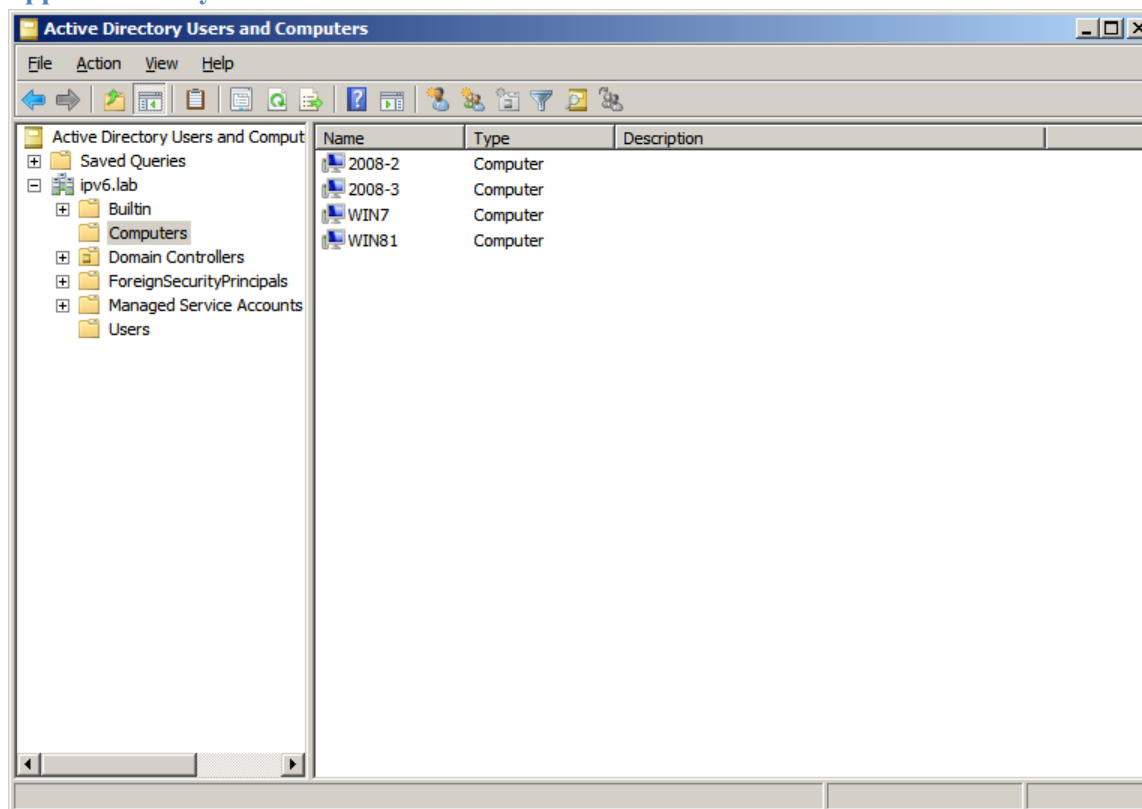 Active Directory Users and Computers
File Action View Help
Active Directory Users and Comput
Saved Queries
ipv6.lab
Builtin
Computers
Domain Controllers
ForeignSecurityPrincipals
Managed Service Accounts
Users
Name Type Description
2008-2 Computer
2008-3 Computer
WIN7 Computer
WIN81 Computer